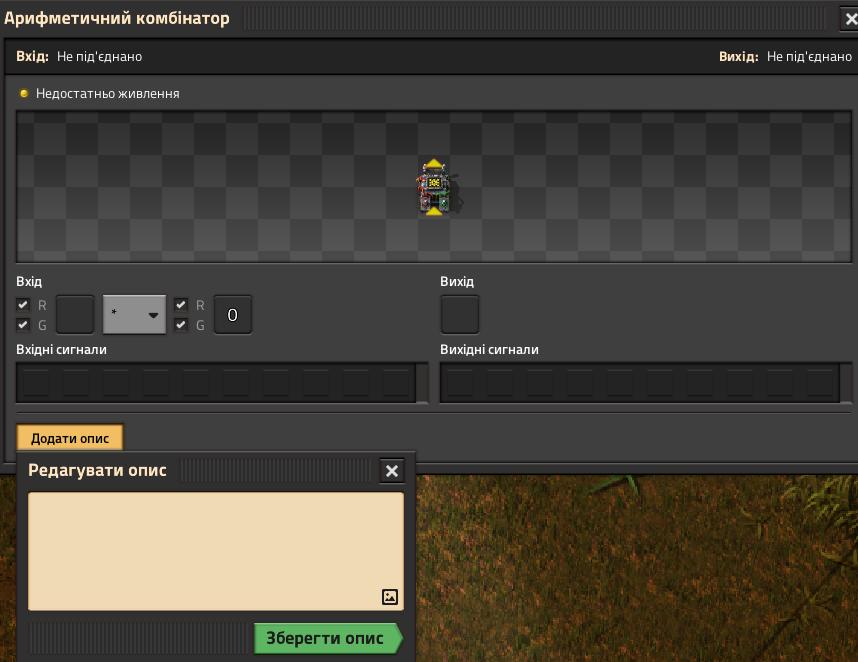 Арифметичний комбінатор
Вхід: Не під'єднано
Вихід: Не під'єднано
Недостатньо живлення
Вхід
Вихід
R
*
R
0
G
G
Вхідні сигнали
Вихідні сигнали
Додати опис
Редагувати опис
Зберегти опис